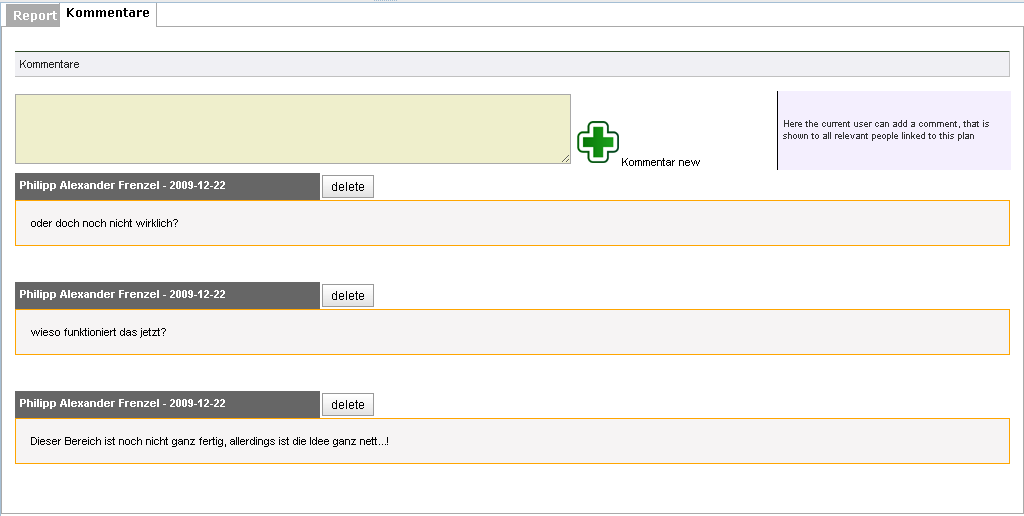 Report Kommentare
Kommentare
Here the current user can add a comment, that is
shown to all relevant people linked to this plan
Kommentar new
Philipp Alexander Frenzel - 2009-12-22 delete
oder doch noch nicht wirklich?
Philipp Alexander Frenzel - 2009-12-22 delete
wieso funktioniert das jetzt?
Philipp Alexander Frenzel - 2009-12-22 delete
Dieser Bereich ist noch nicht ganz fertig, allerdings ist die Idee ganz nett...!